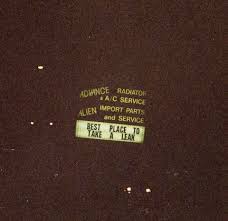 ADVANCE RADIATOR
& A/C SERVICE
ALIEN IMPORT PARTS
and SERVICE
BEST PLACE TO
TAKE A LEAK